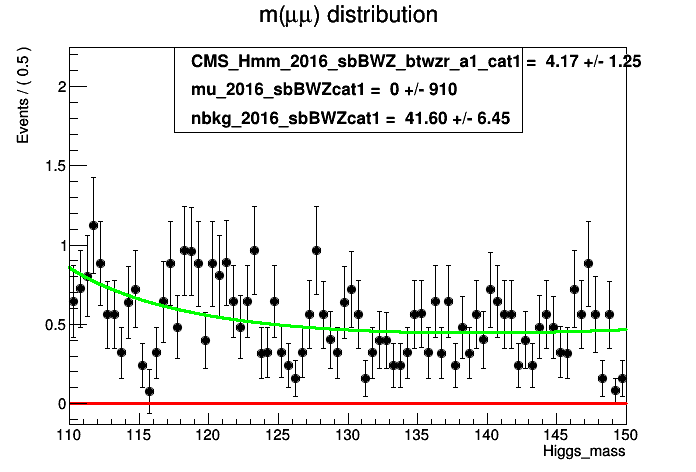 m(μμ) distribution
CMS_Hmm_2016_sbBWZ_btwzr_a1_cat1 = 4.17 +/- 1.25
mu_2016_sbBWZcat1 = 0 +/- 910
nbkg_2016_sbBWZcat1 = 41.60 +/- 6.45
Events / ( 0.5 )
2
1.5
1
0.5
0
110 115 120 125 130 135 140 145 150
Higgs_mass